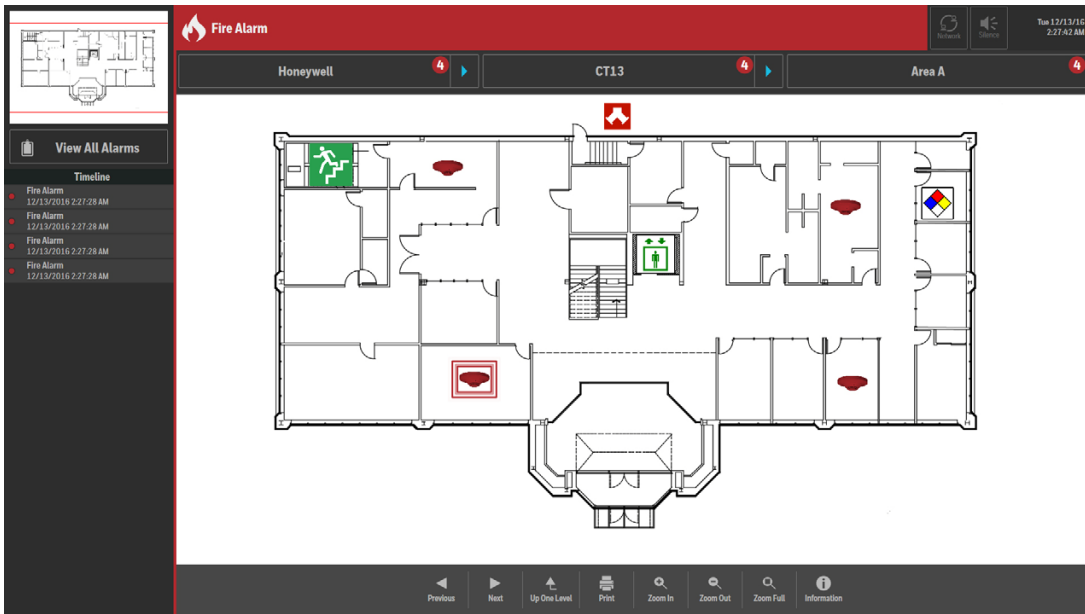 Fire Alarm
Network
Silence
Tue 12/13/16
2:27:42 AM
Honeywell
4
CT13
4
Area A
4
View All Alarms
Timeline
Fire Alarm
12/13/2016 2:27:28 AM
Fire Alarm
12/13/2016 2:27:28 AM
Fire Alarm
12/13/2016 2:27:28 AM
Fire Alarm
12/13/2016 2:27:28 AM
Previous
Next
Up One Level
Print
Zoom In
Zoom Out
Zoom Full
Information